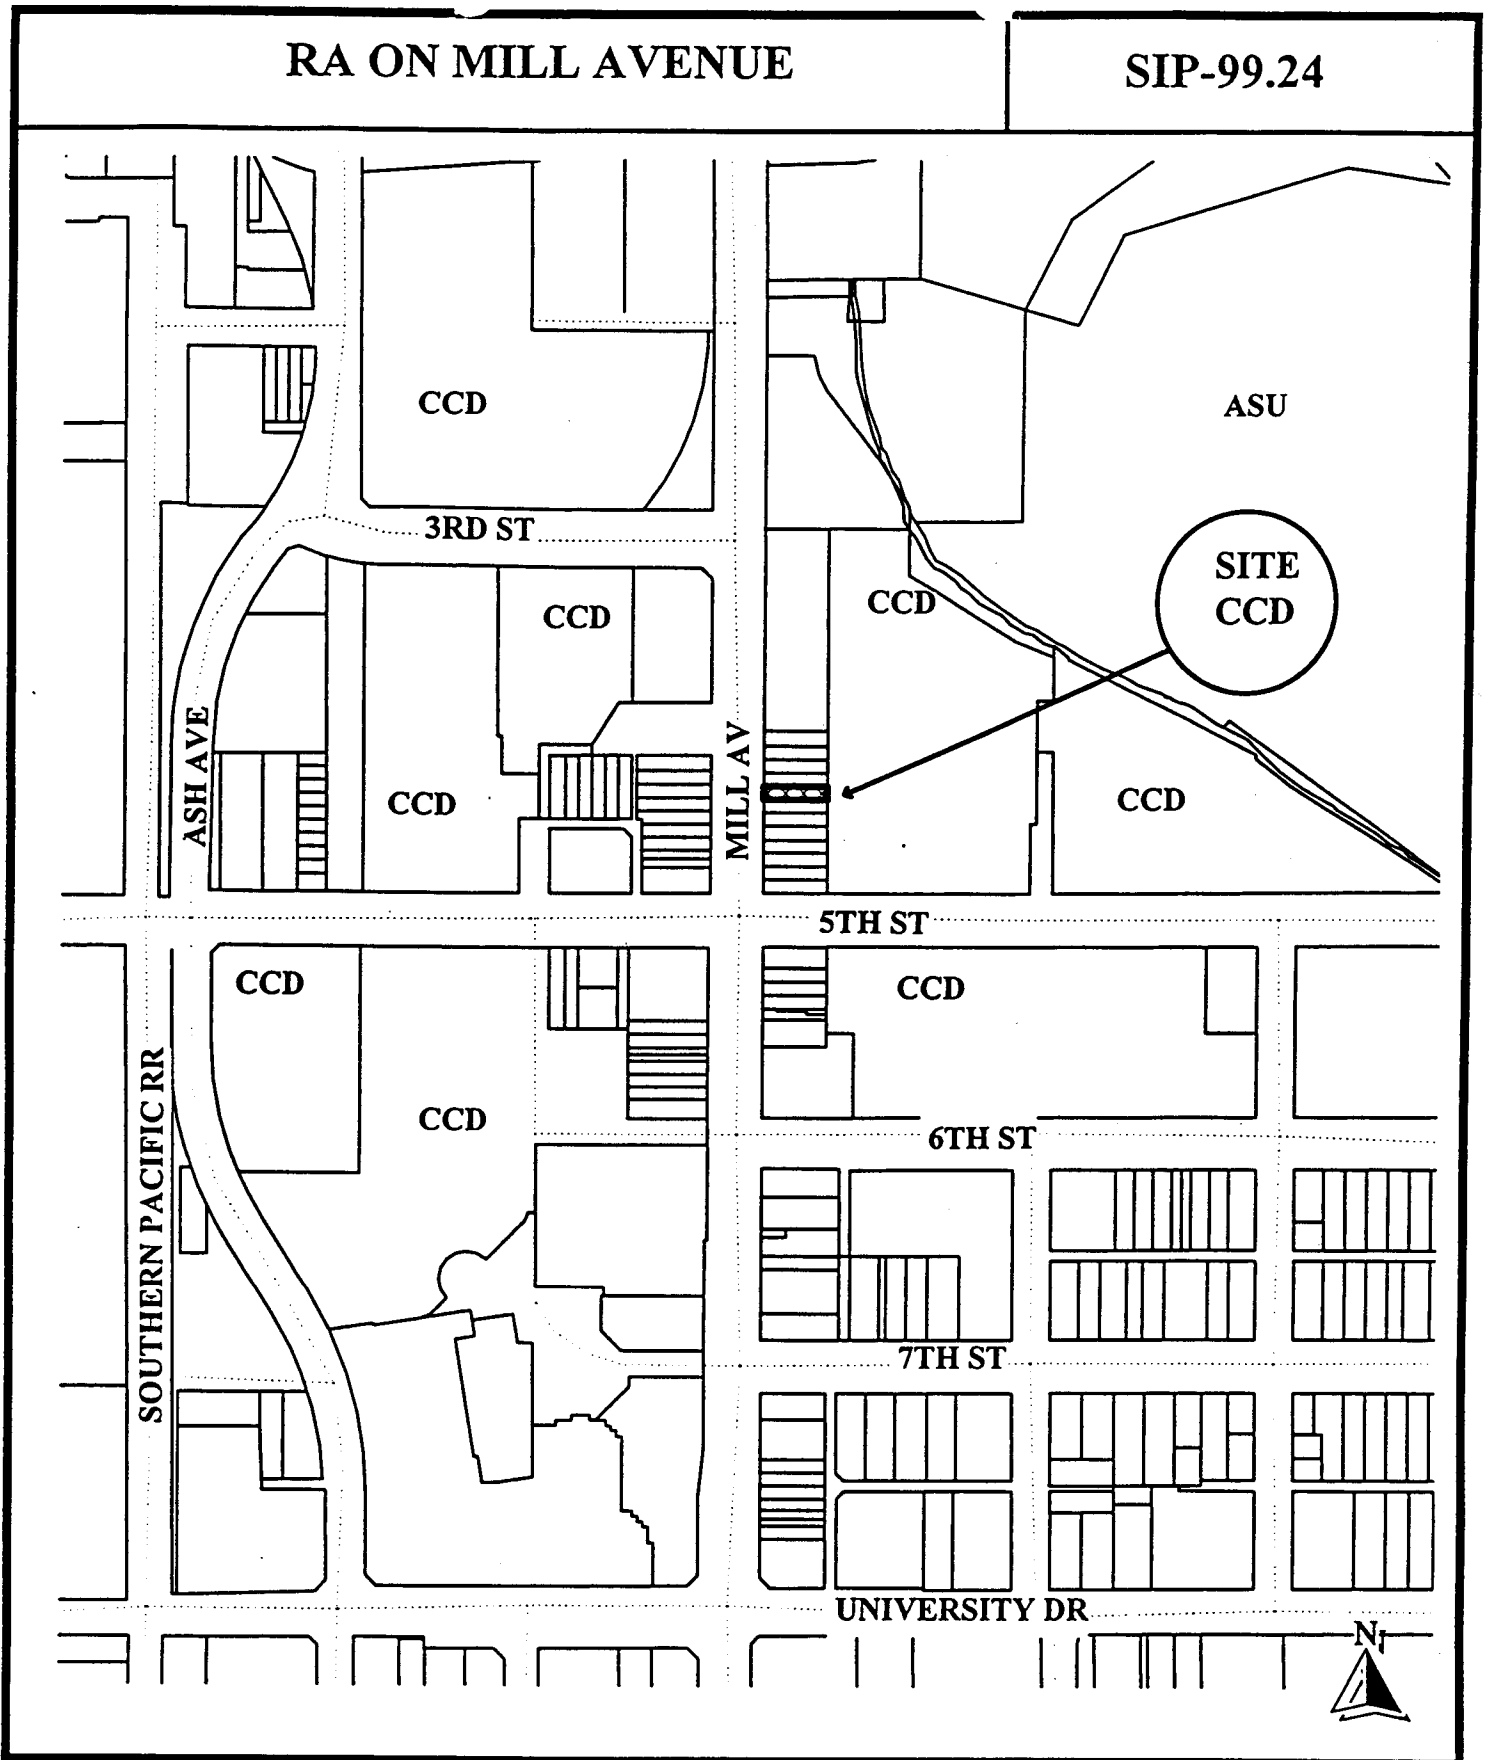 RA ON MILL AVENUE
SIP-99.24
CCD
ASU
3RD ST
SITE
CCD
CCD
CCD
ASH AVE
MILL AV
CCD
CCD
5TH ST
CCD
CCD
SOUTHERN PACIFIC RR
CCD
6TH ST
7TH ST
UNIVERSITY DR
N